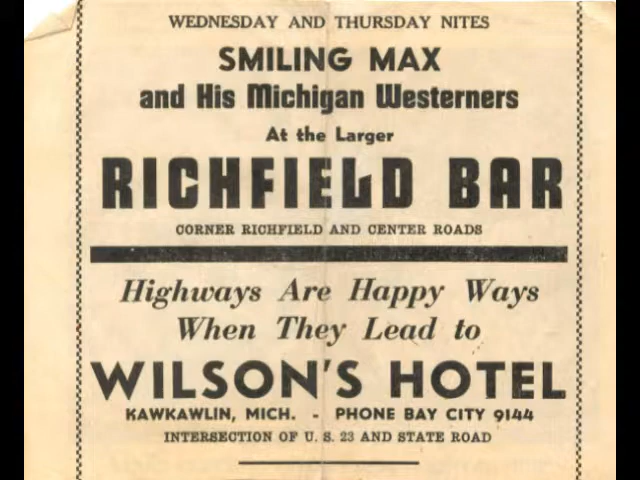 WEDNESDAY AND THURSDAY NITES
SMILING MAX
and His Michigan Westerners
At the Larger
RICHFIELD BAR
CORNER RICHFIELD AND CENTER ROADS
Highways Are Happy Ways
When They Lead to
WILSON'S HOTEL
KAWKAWLIN, MICH. - PHONE BAY CITY 9144
INTERSECTION OF U. S. 23 AND STATE ROAD